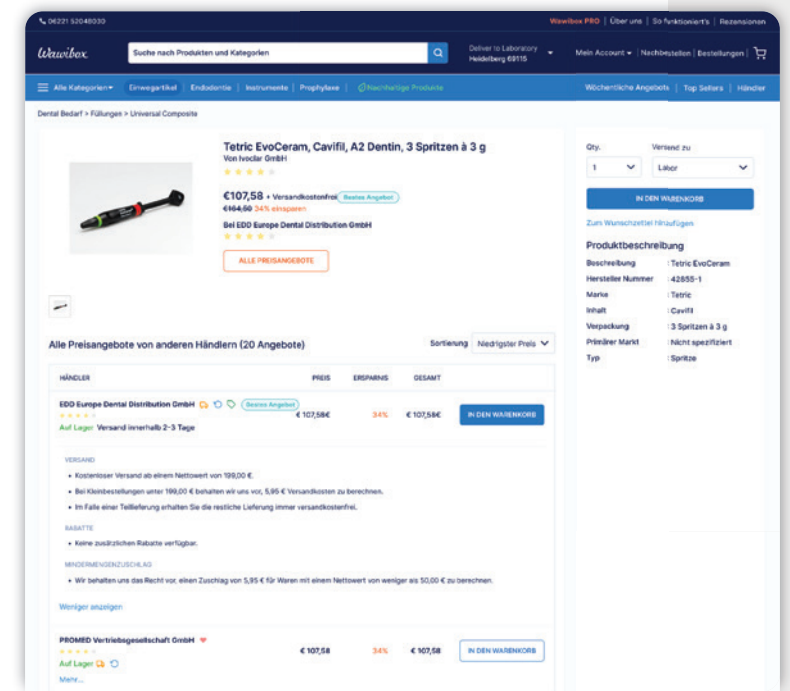 06221 52048030
Wawibox PRO | Über uns | So funktioniert's | Rezensionen
Wawibox
Suche nach Produkten und Kategorien
Deliver to Laboratory
Heidelberg 69115
Mein Account
Nachbestellen | Bestellungen |
Alle Kategorien
Einwegartikel | Endodontie | Instrumente | Prophylaxe | Nachhaltige Produkte
Wöchentliche Angebote | Top Sellers | Händler
Dental Bedarf > Füllungen > Universal Composite
Tetric EvoCeram, Cavifil, A2 Dentin, 3 Spritzen à 3 g
Von Ivoclar GmbH
€107,58 + Versandkostenfrei Bestes Angebot
€164,50 34% einsparen
Bei EDD Europe Dental Distribution GmbH
ALLE PREISANGEBOTE
Qty.
Versend zu
1
Labor
IN DEN WARENKORB
Zum Wunschzettel hinzufügen
Produktbeschreibung
Beschreibung : Tetric EvoCeram
Hersteller Nummer : 42855-1
Marke : Tetric
Inhalt : Cavifil
Verpackung : 3 Spritzen à 3 g
Primärer Markt : Nicht spezifiziert
Typ : Spritze
Alle Preisangebote von anderen Händlern (20 Angebote)
Sortierung Niedrigster Preis
HÄNDLER PREIS ERSPARNIS GESAMT
EDD Europe Dental Distribution GmbH Bestes Angebot
€ 107,58€ 34% € 107,58€ IN DEN WARENKORB
Auf Lager Versand innerhalb 2-3 Tage
VERSAND
• Kostenloser Versand ab einem Nettowert von 199,00 €.
• Bei Kleinbestellungen unter 199,00 € behalten wir uns vor, 5,95 € Versandkosten zu berechnen.
• Im Falle einer Teillieferung erhalten Sie die restliche Lieferung immer versandkostenfrei.
RABATTE
• Keine zusätzlichen Rabatte verfügbar.
MINDERMENGENZUSCHLAG
• Wir behalten uns das Recht vor, einen Zuschlag von 5,95 € für Waren mit einem Nettowert von weniger als 50,00 € zu berechnen.
Weniger anzeigen
PROMED Vertriebsgesellschaft GmbH
€ 107,58 34% € 107,58 IN DEN WARENKORB
Auf Lager
Mehr...